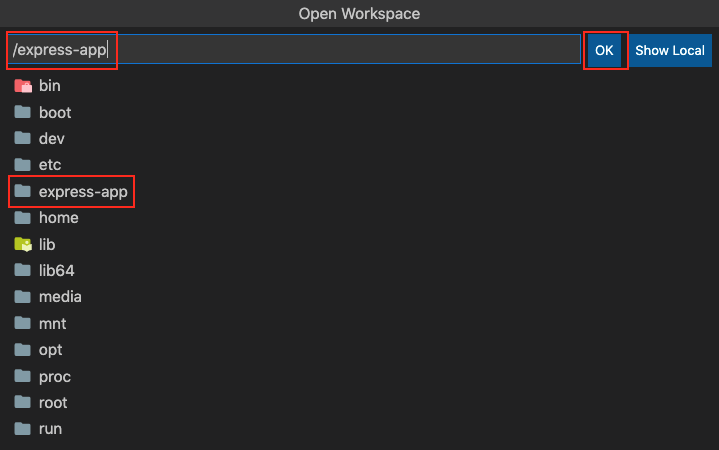 Open Workspace
/express-app
OK
Show Local
bin
boot
dev
etc
express-app
home
lib
lib64
media
mnt
opt
proc
root
run